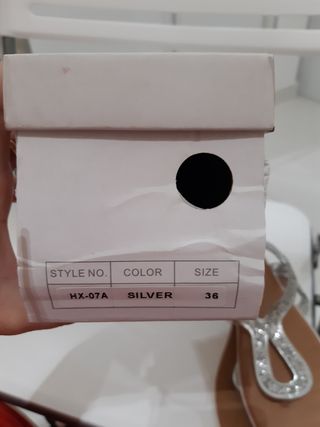 STYLE NO. COLOR SIZE
HX-07A SILVER 36